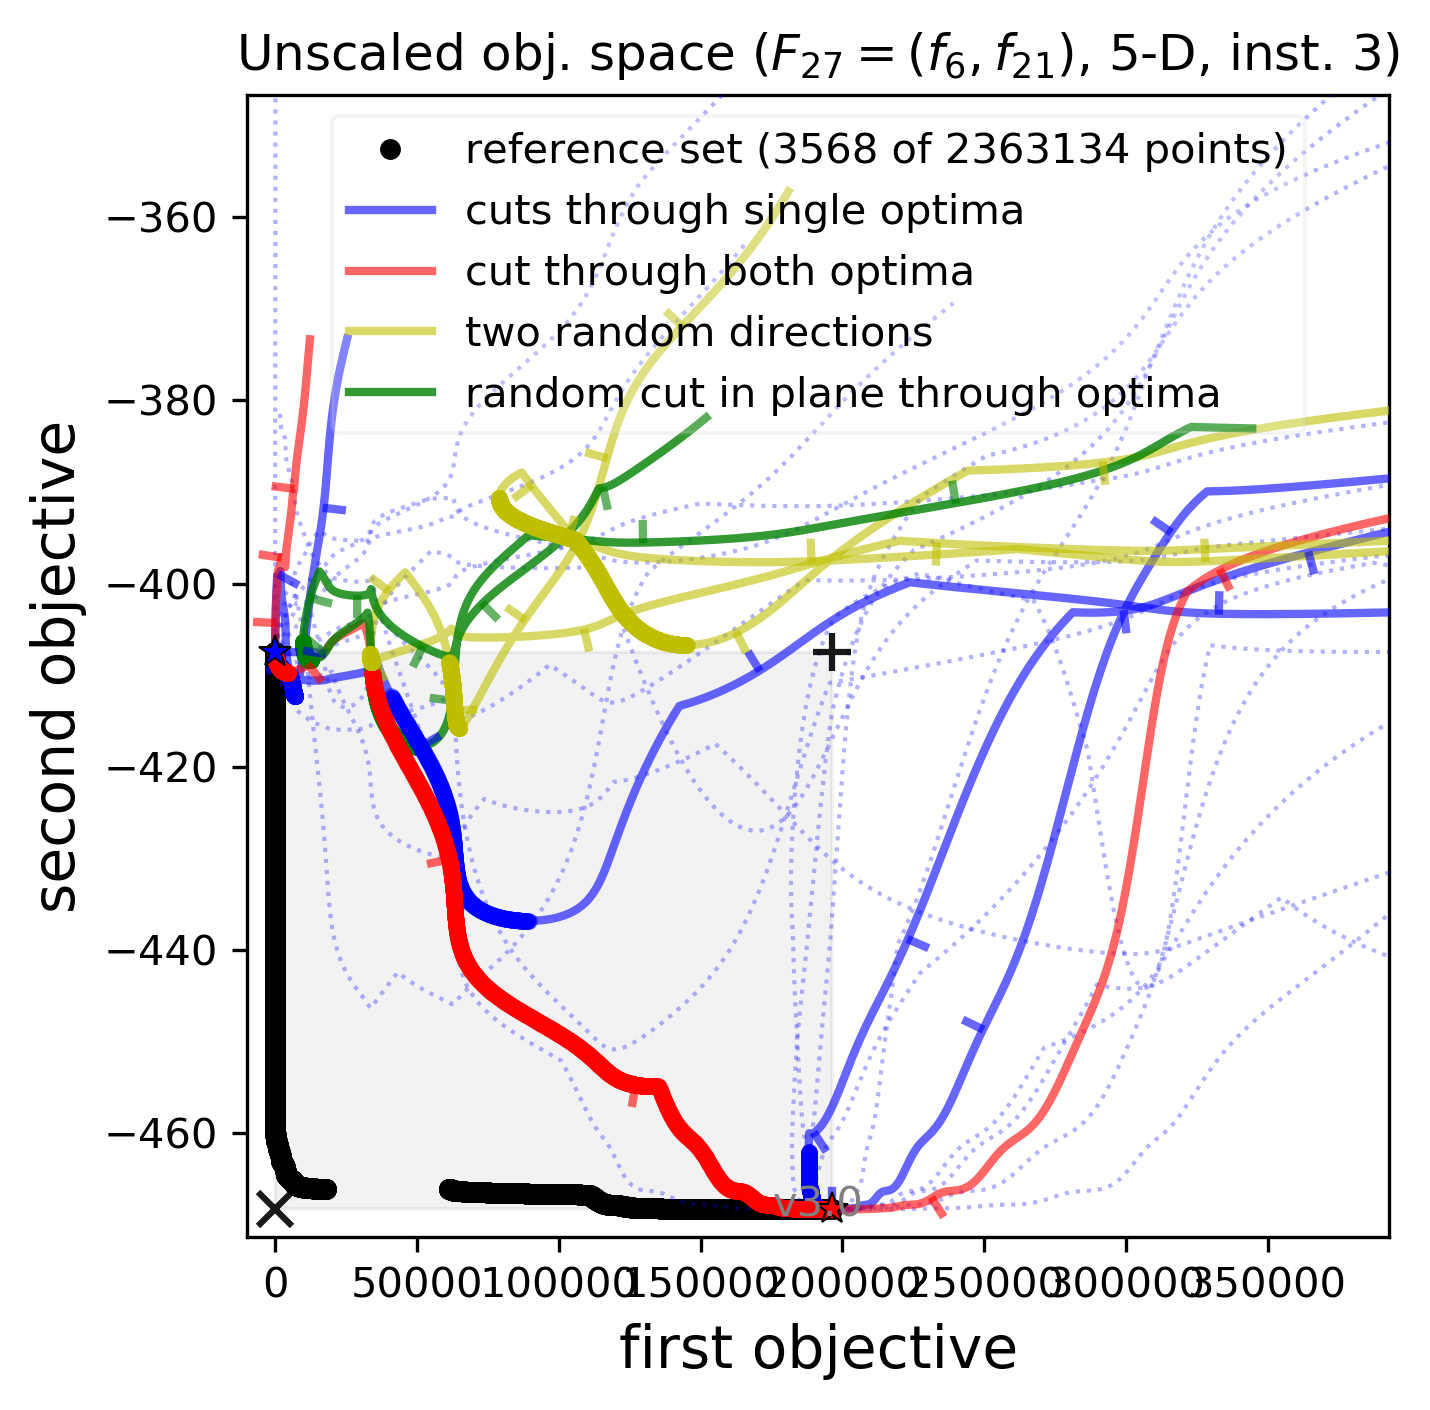 Unscaled obj. space (F₂₇ = (f₆, f₂₁), 5-D, inst. 3)
reference set (3568 of 2363134 points)
cuts through single optima
cut through both optima
two random directions
random cut in plane through optima
second objective
−360
−380
−400
−420
−440
−460
v3.0
0 50000 100000 150000 200000 250000 300000 350000
first objective